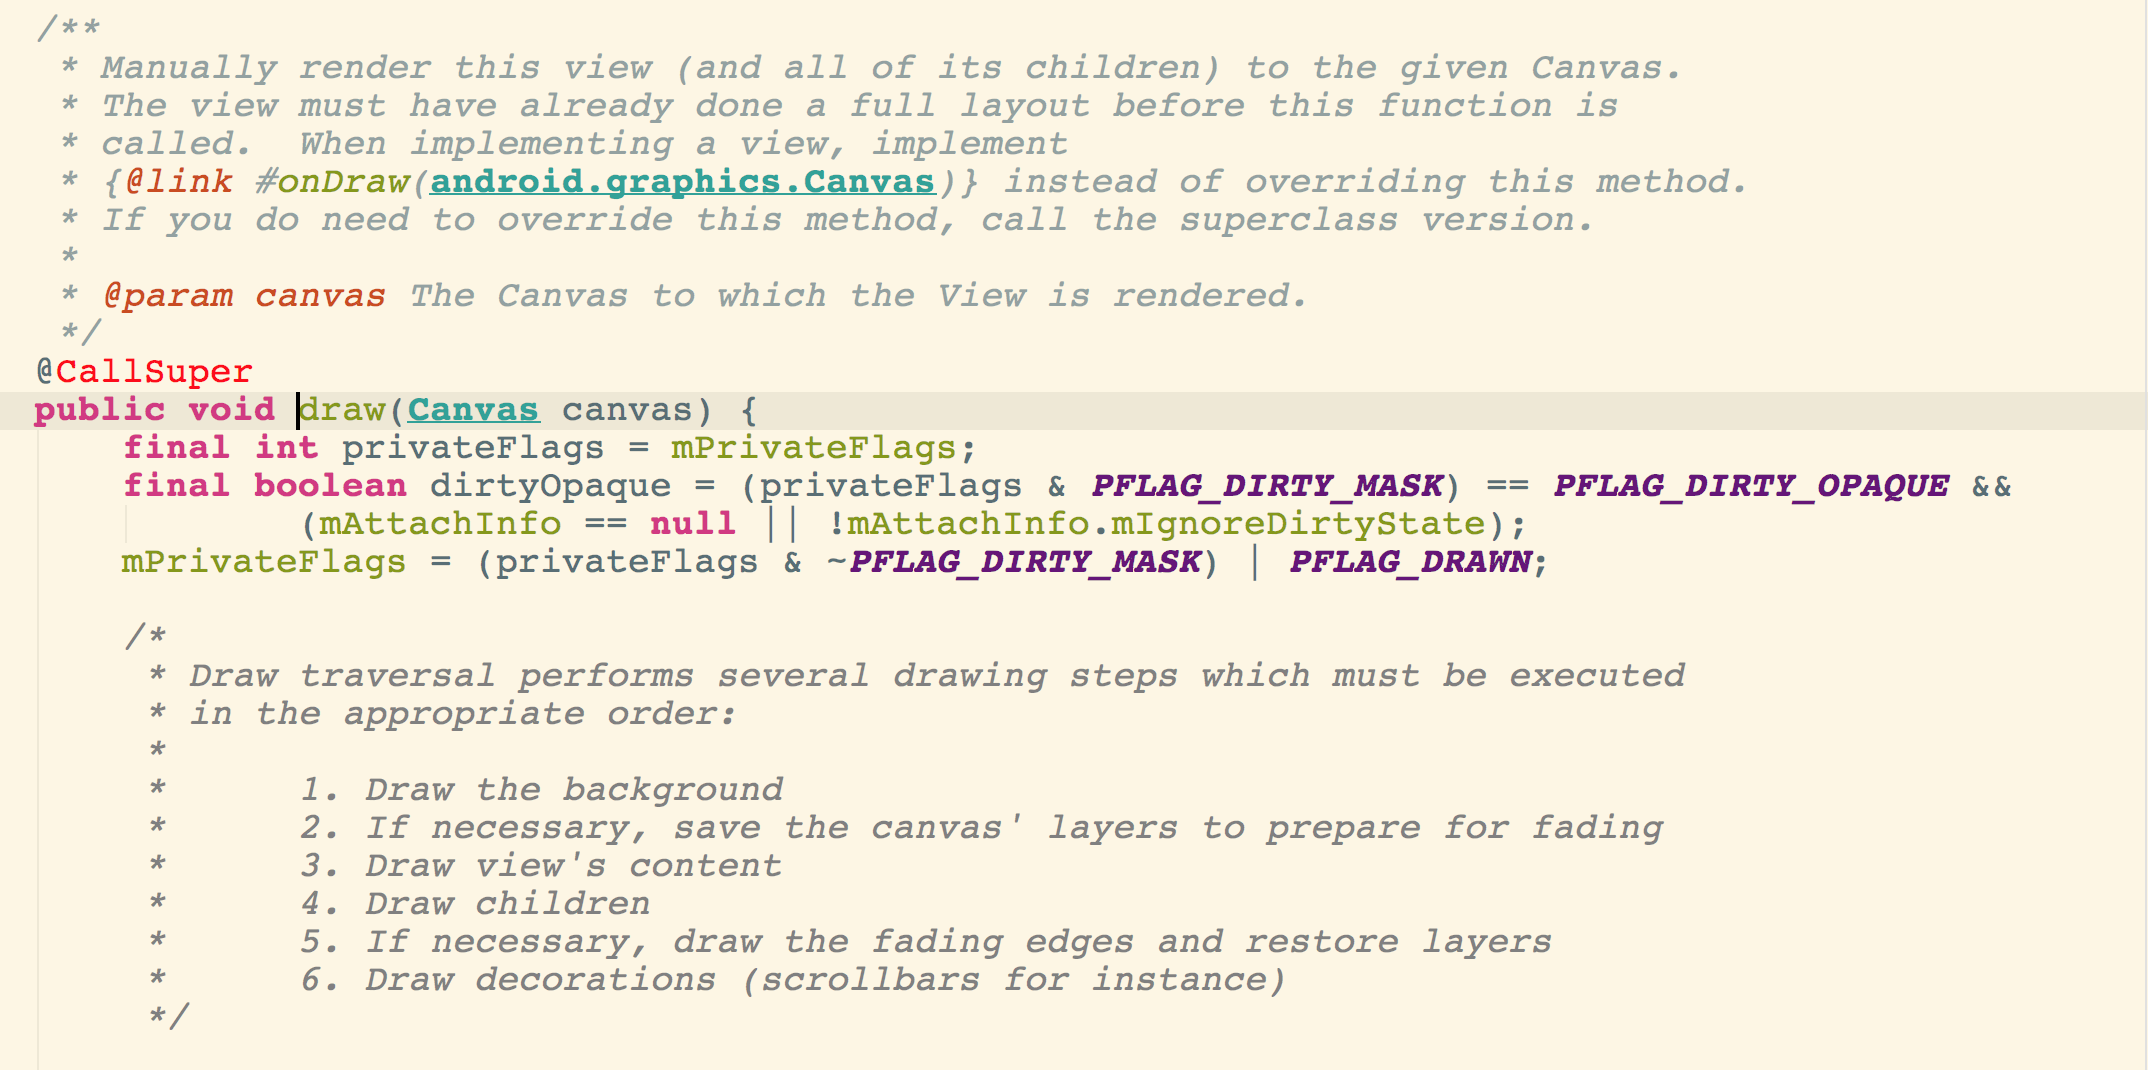 /**
 * Manually render this view (and all of its children) to the given Canvas.
 * The view must have already done a full layout before this function is
 * called.  When implementing a view, implement
 * {@link #onDraw(android.graphics.Canvas)} instead of overriding this method.
 * If you do need to override this method, call the superclass version.
 *
 * @param canvas The Canvas to which the View is rendered.
 */
@CallSuper
public void draw(Canvas canvas) {
    final int privateFlags = mPrivateFlags;
    final boolean dirtyOpaque = (privateFlags & PFLAG_DIRTY_MASK) == PFLAG_DIRTY_OPAQUE &&
            (mAttachInfo == null || !mAttachInfo.mIgnoreDirtyState);
    mPrivateFlags = (privateFlags & ~PFLAG_DIRTY_MASK) | PFLAG_DRAWN;

    /*
     * Draw traversal performs several drawing steps which must be executed
     * in the appropriate order:
     *
     *      1. Draw the background
     *      2. If necessary, save the canvas' layers to prepare for fading
     *      3. Draw view's content
     *      4. Draw children
     *      5. If necessary, draw the fading edges and restore layers
     *      6. Draw decorations (scrollbars for instance)
     */